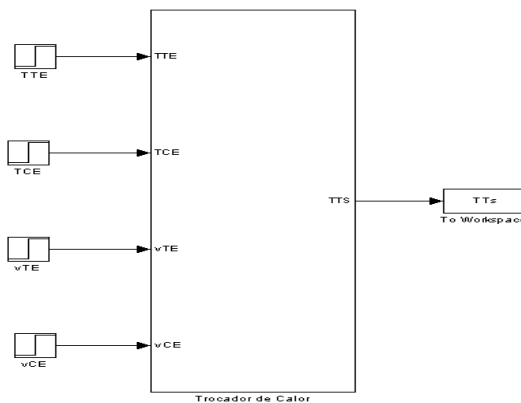 TTE
TTE
TCE
TCE
TTS
TTs
To Workspace
vTE
vTE
vCE
vCE
Trocador de Calor